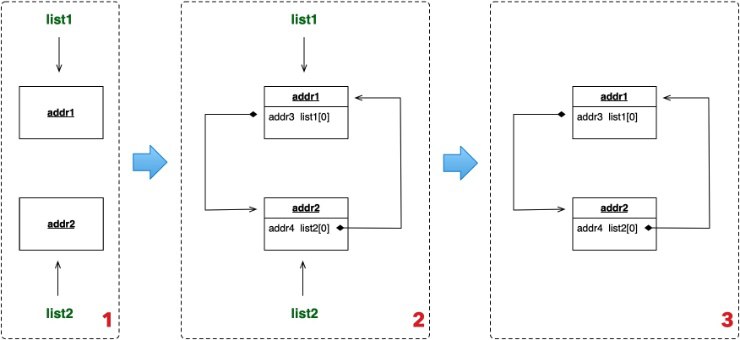 list1
addr1
addr2
list2
1
list1
addr1
addr3 list1[0]
addr2
addr4 list2[0]
list2
2
addr1
addr3 list1[0]
addr2
addr4 list2[0]
3